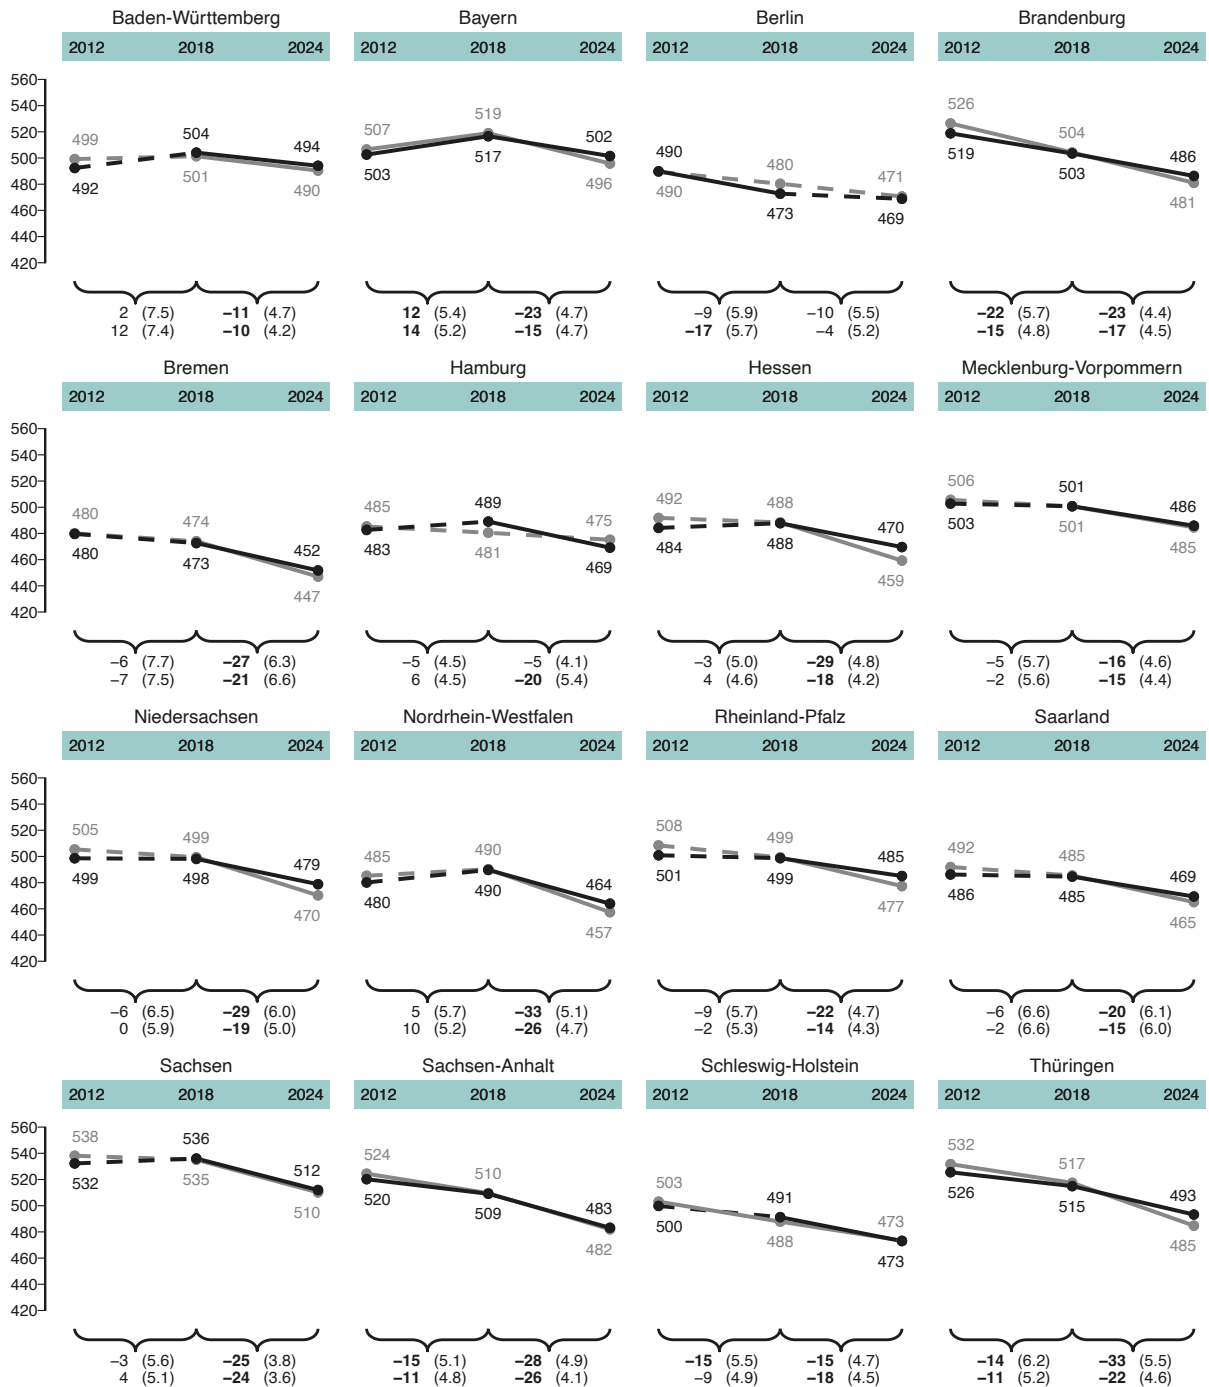 Baden-Württemberg Bayern Berlin Brandenburg
2012 2018 2024 2012 2018 2024 2012 2018 2024 2012 2018 2024
560
540
520
500
480
460
440
420
499 504 494
492 501 490
507 519 502
503 517 496
490 480 471
490 473 469
526 504 486
519 503 481
2 (7.5) –11 (4.7) 12 (5.4) –23 (4.7) –9 (5.9) –10 (5.5) –22 (5.7) –23 (4.4)
12 (7.4) –10 (4.2) 14 (5.2) –15 (4.7) –17 (5.7) –4 (5.2) –15 (4.8) –17 (4.5)
Bremen Hamburg Hessen Mecklenburg-Vorpommern
2012 2018 2024 2012 2018 2024 2012 2018 2024 2012 2018 2024
560
540
520
500
480
460
440
420
480 474 452
480 473 447
485 489 475
483 481 469
492 488 470
484 488 459
506 501 486
503 501 485
–6 (7.7) –27 (6.3) –5 (4.5) –5 (4.1) –3 (5.0) –29 (4.8) –5 (5.7) –16 (4.6)
–7 (7.5) –21 (6.6) 6 (4.5) –20 (5.4) 4 (4.6) –18 (4.2) –2 (5.6) –15 (4.4)
Niedersachsen Nordrhein-Westfalen Rheinland-Pfalz Saarland
2012 2018 2024 2012 2018 2024 2012 2018 2024 2012 2018 2024
560
540
520
500
480
460
440
420
505 499 479
499 498 470
485 490 464
480 490 457
508 499 485
501 499 477
492 485 469
486 485 465
–6 (6.5) –29 (6.0) 5 (5.7) –33 (5.1) –9 (5.7) –22 (4.7) –6 (6.6) –20 (6.1)
0 (5.9) –19 (5.0) 10 (5.2) –26 (4.7) –2 (5.3) –14 (4.3) –2 (6.6) –15 (6.0)
Sachsen Sachsen-Anhalt Schleswig-Holstein Thüringen
2012 2018 2024 2012 2018 2024 2012 2018 2024 2012 2018 2024
560
540
520
500
480
460
440
420
538 536 512
532 535 510
524 510 483
520 509 482
503 491 473
500 488 473
532 517 493
526 515 485
–3 (5.6) –25 (3.8) –15 (5.1) –28 (4.9) –15 (5.5) –15 (4.7) –14 (6.2) –33 (5.5)
4 (5.1) –24 (3.6) –11 (4.8) –26 (4.1) –9 (4.9) –18 (4.5) –11 (5.2) –22 (4.6)